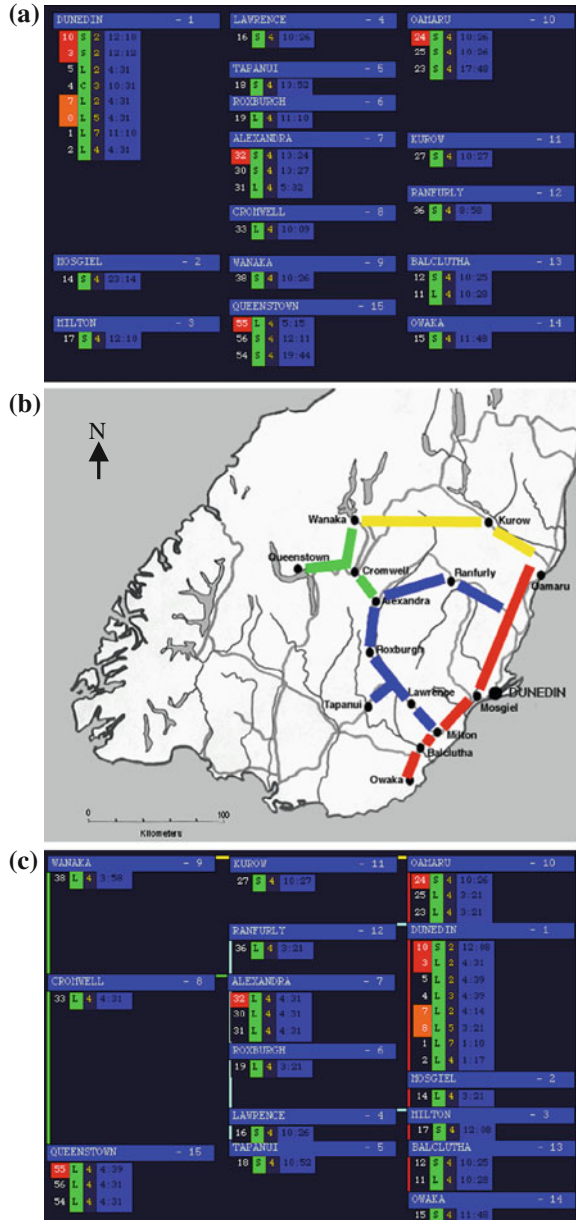 (a)
DUNEDIN - 1
10 S 2 12:10
3 S 2 12:12
5 L 2 4:31
4 C 3 10:31
7 L 2 4:31
8 L 5 4:31
1 L 7 11:10
2 L 4 4:31
MOSGIEL - 2
14 S 4 23:14
MILTON - 3
17 S 4 12:10
LAWRENCE - 4
16 S 4 10:26
TAPANUI - 5
18 S 4 13:52
ROXBURGH - 6
19 L 4 11:10
ALEXANDRA - 7
32 S 4 13:24
30 S 4 13:27
31 L 4 5:32
CROMWELL - 8
33 L 4 10:09
WANAKA - 9
38 S 4 10:26
QUEENSTOWN - 15
55 L 4 5:15
56 S 4 12:11
54 S 4 19:44
OAMARU - 10
24 S 4 10:26
25 S 4 10:26
23 S 4 17:48
KUROW - 11
27 S 4 10:27
RANFURLY - 12
36 S 4 8:58
BALCLUTHA - 13
12 S 4 10:25
11 L 4 10:28
OWAKA - 14
15 S 4 11:48
(b)
N
Wanaka
Kurow
Queenstown
Cromwell
Ranfurly
Oamaru
Alexandra
Roxburgh
Tapanui
Lawrence
DUNEDIN
Mosgiel
Milton
Balclutha
Owaka
0 100
Kilometers
(c)
WANAKA - 9
38 L 4 3:58
CROMWELL - 8
33 L 4 4:31
QUEENSTOWN - 15
55 L 4 4:39
56 L 4 4:31
54 L 4 4:31
KUROW - 11
27 S 4 10:27
RANFURLY - 12
36 L 4 3:21
ALEXANDRA - 7
32 L 4 4:31
30 L 4 4:31
31 L 4 4:31
ROXBURGH - 6
19 L 4 3:21
LAWRENCE - 4
16 S 4 10:26
TAPANUI - 5
18 S 4
OAMARU - 10
24 S 4 10:26
25 L 4 3:21
23 L 4 3:21
DUNEDIN - 1
10 S 2 12:08
3 L 2 4:31
5 L 2 4:39
4 L 3 4:39
7 L 2 4:14
8 L 5 3:21
1 L 7 1:10
2 L 4 1:17
MOSGIEL - 2
14 L 4 3:21
MILTON - 3
17 S 4 12:08
BALCLUTHA - 13
12 S 4 10:25
11 L 4 10:28
OWAKA - 14
15 S 4 11:48